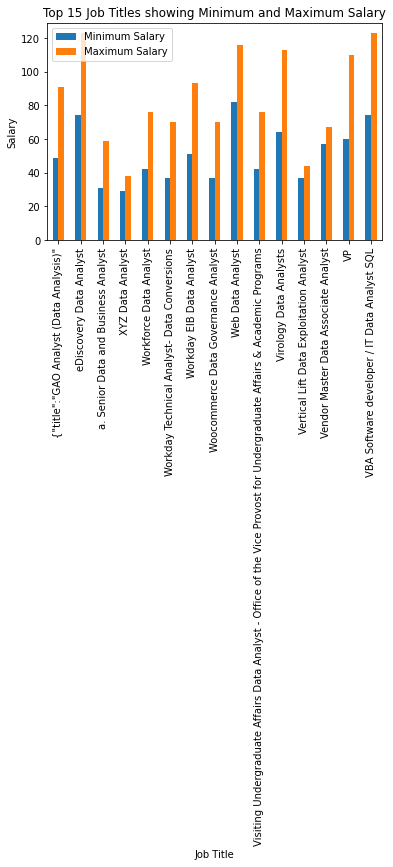 Top 15 Job Titles showing Minimum and Maximum Salary
Minimum Salary
Maximum Salary
Salary
120
100
80
60
40
20
0
{"title":"GAO Analyst (Data Analysis)"
eDiscovery Data Analyst
a. Senior Data and Business Analyst
XYZ Data Analyst
Workforce Data Analyst
Workday Technical Analyst- Data Conversions
Workday EIB Data Analyst
Woocommerce Data Governance Analyst
Web Data Analyst
Visiting Undergraduate Affairs Data Analyst - Office of the Vice Provost for Undergraduate Affairs & Academic Programs
Virology Data Analysts
Vertical Lift Data Exploitation Analyst
Vendor Master Data Associate Analyst
VP
VBA Software developer / IT Data Analyst SQL
Job Title